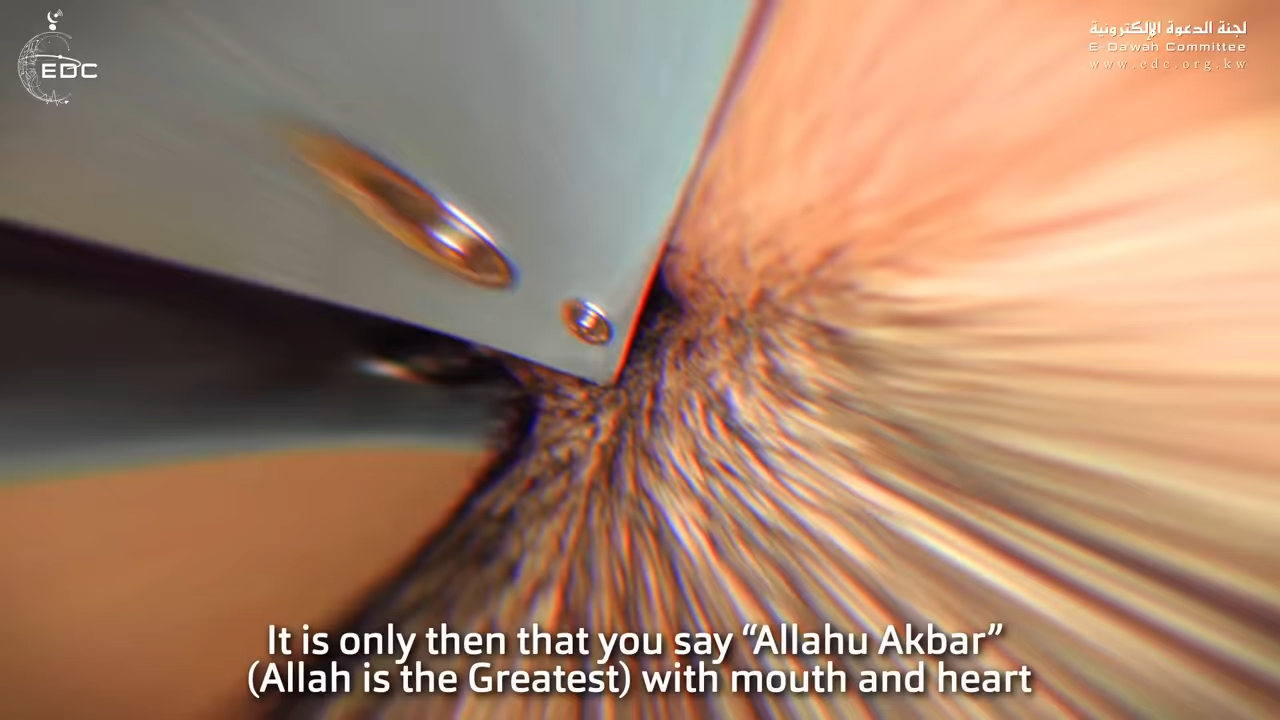 EDC
لجنة الدعوة الإلكترونية
E-Dawah Committee
www.edc.org.kw
It is only then that you say “Allahu Akbar”
(Allah is the Greatest) with mouth and heart